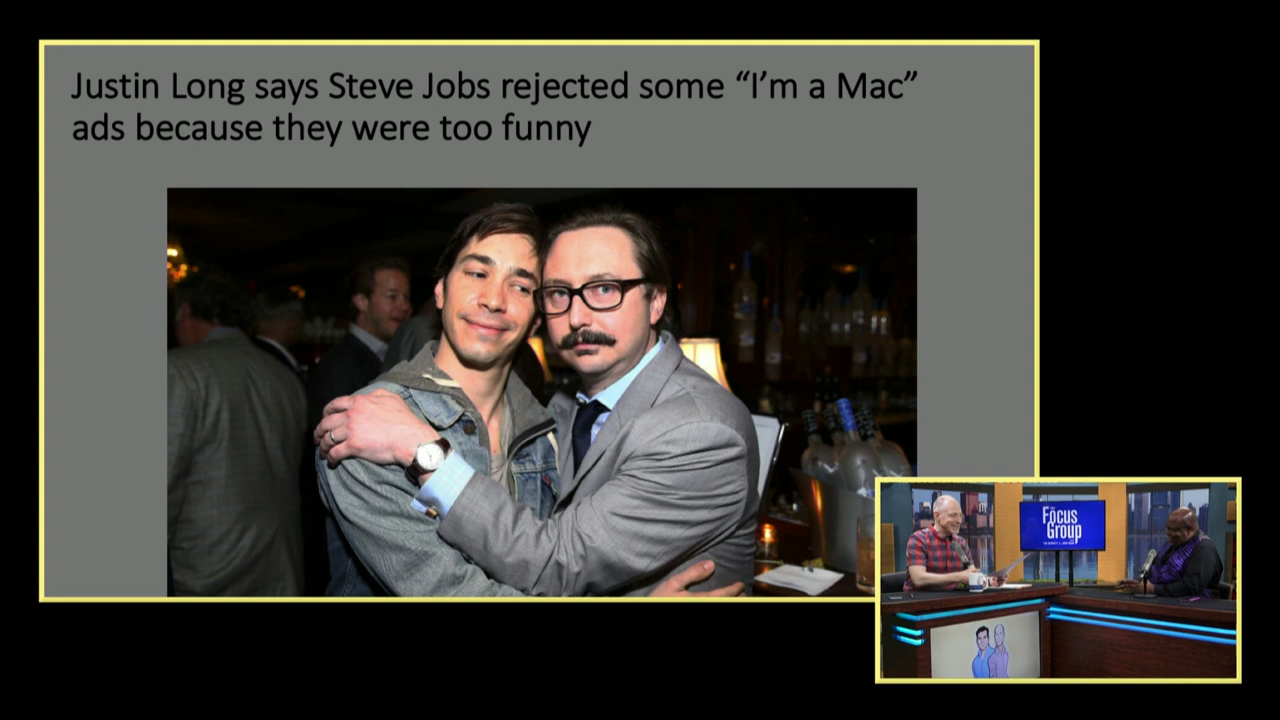 Justin Long says Steve Jobs rejected some “I’m a Mac”
ads because they were too funny
The
Focus
Group